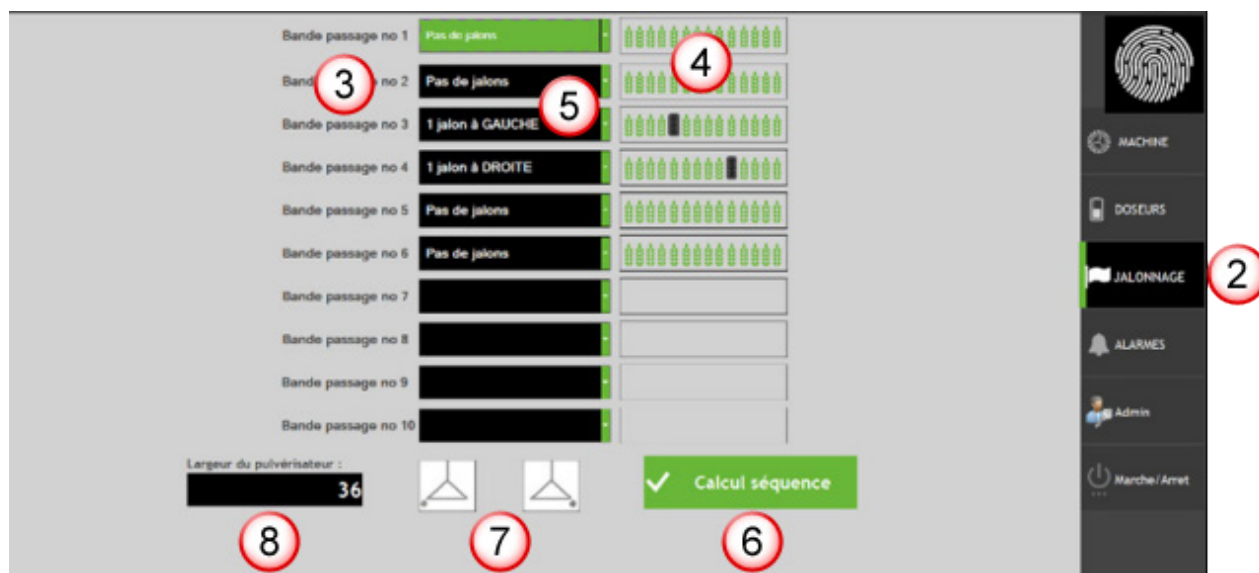 Bande passage no 1 Pas de jalons
4
MACHINE
Bande no 2 Pas de jalons
3
5
Bande passage no 3 1 jalon à GAUCHE
Bande passage no 4 1 jalon à DROITE
DOSEURS
Bande passage no 5 Pas de jalons
Bande passage no 6 Pas de jalons
JALONNAGE
2
Bande passage no 7
Bande passage no 8
ALARMES
Bande passage no 9
Bande passage no 10
Admin
Largeur du pulvérisateur :
36
Calcul séquence
Marche/Arret
8
7
6